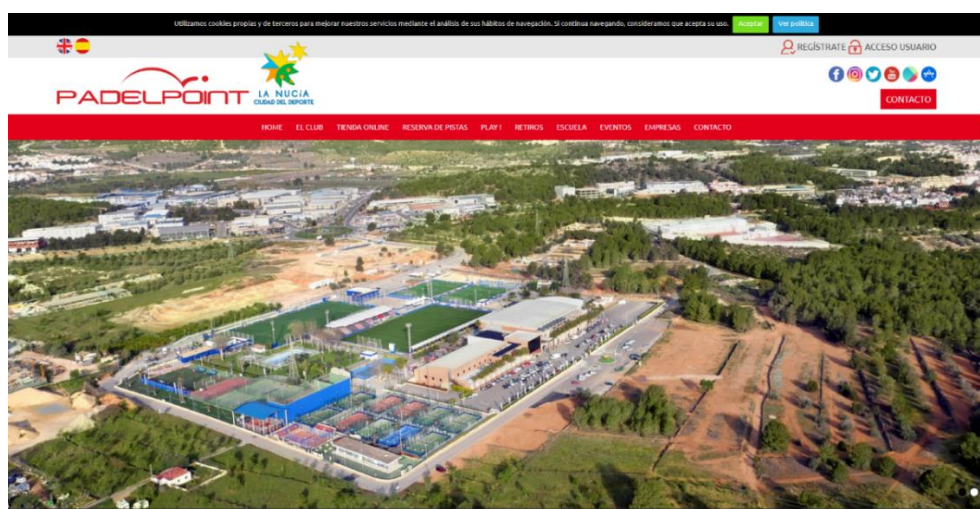 Utilizamos cookies propias y de terceros para mejorar nuestros servicios mediante el análisis de sus hábitos de navegación. Si continua navegando, consideramos que acepta su uso. Aceptar Ver política
REGÍSTRATE ACCESO USUARIO
PADELPOINT
LA NUCÍA
CIUDAD DEL DEPORTE
CONTACTO
HOME EL CLUB TIENDA ONLINE RESERVA DE PISTAS PLAY! RETIROS ESCUELA EVENTOS EMPRESAS CONTACTO